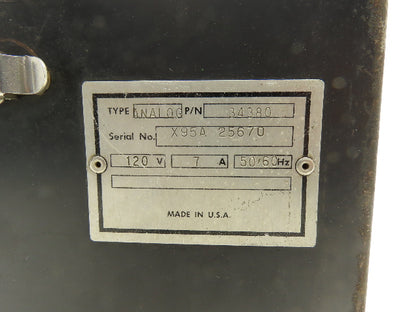 TYPE ANALOG P/N 34380
Serial No. X95A 25670
120 V 7 A 50/60 Hz
MADE IN U.S.A.